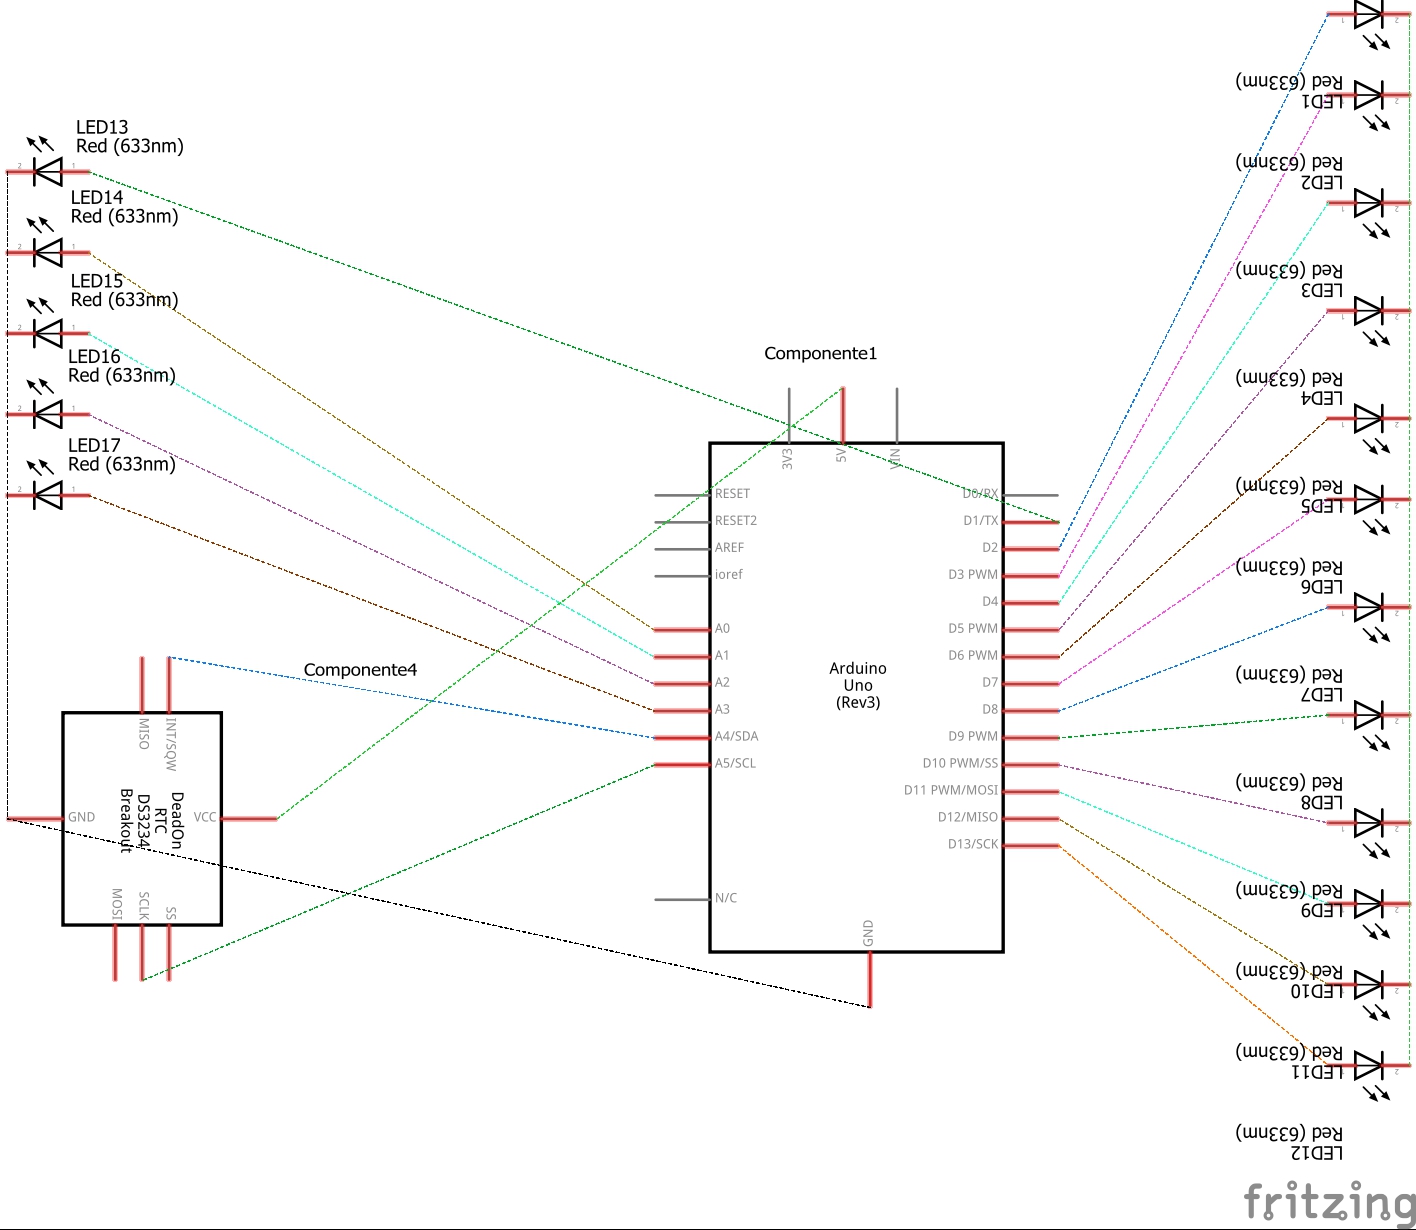 LED13
Red (633nm)
LED14
Red (633nm)
LED15
Red (633nm)
LED16
Red (633nm)
LED17
Red (633nm)
Red (633nm)
LED1
Red (633nm)
LED2
Red (633nm)
LED3
Red (633nm)
LED4
Red (633nm)
LED5
Red (633nm)
LED6
Red (633nm)
LED7
Red (633nm)
LED8
Red (633nm)
LED9
Red (633nm)
LED10
Red (633nm)
LED11
Red (633nm)
LED12
Componente1
3V3
5V
VIN
RESET
RESET2
AREF
ioref
A0
A1
A2
A3
A4/SDA
A5/SCL
N/C
D0/RX
D1/TX
D2
D3 PWM
D4
D5 PWM
D6 PWM
D7
D8
D9 PWM
D10 PWM/SS
D11 PWM/MOSI
D12/MISO
D13/SCK
GND
Arduino
Uno
(Rev3)
Componente4
MISO
INT/SQW
GND
VCC
DeadOn
RTC
DS3234
Breakout
MOSI
SCLK
SS
fritzing